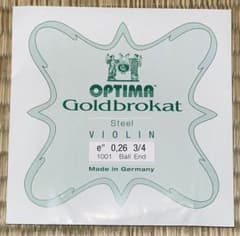 OPTIMA
Goldbrokat
Steel
VIOLIN
e" 0,26 3/4
1001 Ball End
Made in Germany